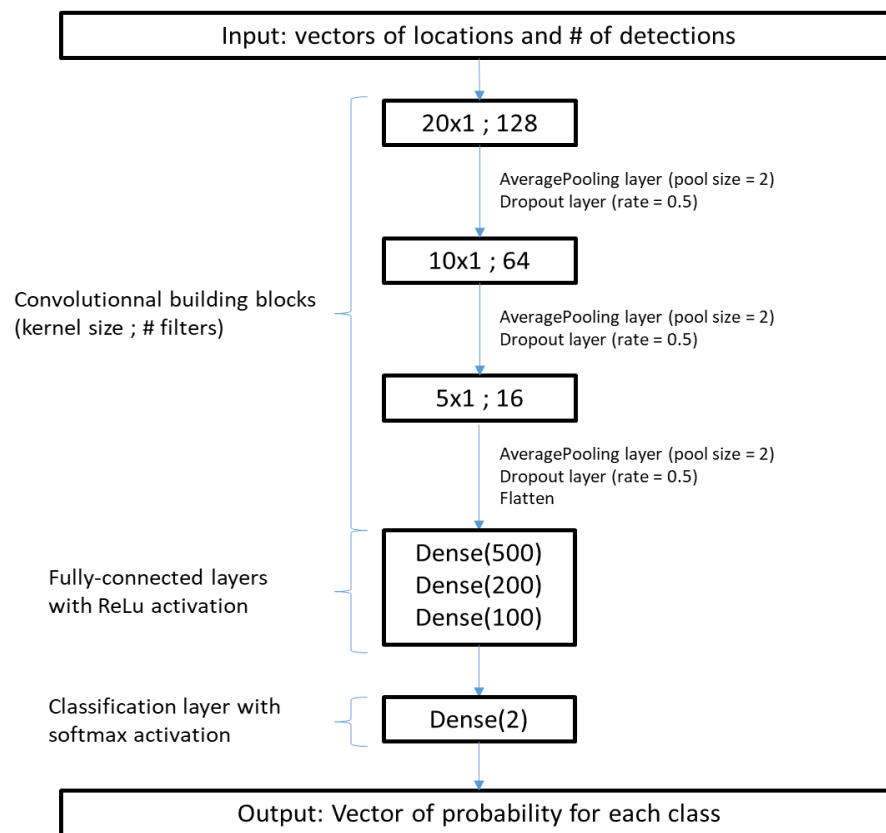 Input: vectors of locations and # of detections
20x1 ; 128
AveragePooling layer (pool size = 2)
Dropout layer (rate = 0.5)
10x1 ; 64
Convolutionnal building blocks
(kernel size ; # filters)
AveragePooling layer (pool size = 2)
Dropout layer (rate = 0.5)
5x1 ; 16
AveragePooling layer (pool size = 2)
Dropout layer (rate = 0.5)
Flatten
Fully-connected layers
with ReLu activation
Dense(500)
Dense(200)
Dense(100)
Classification layer with
softmax activation
Dense(2)
Output: Vector of probability for each class